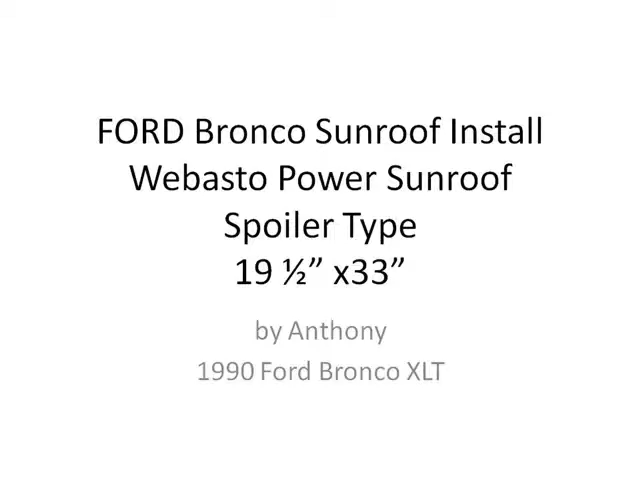 FORD Bronco Sunroof Install
Webasto Power Sunroof
Spoiler Type
19 ½” x33”
by Anthony
1990 Ford Bronco XLT